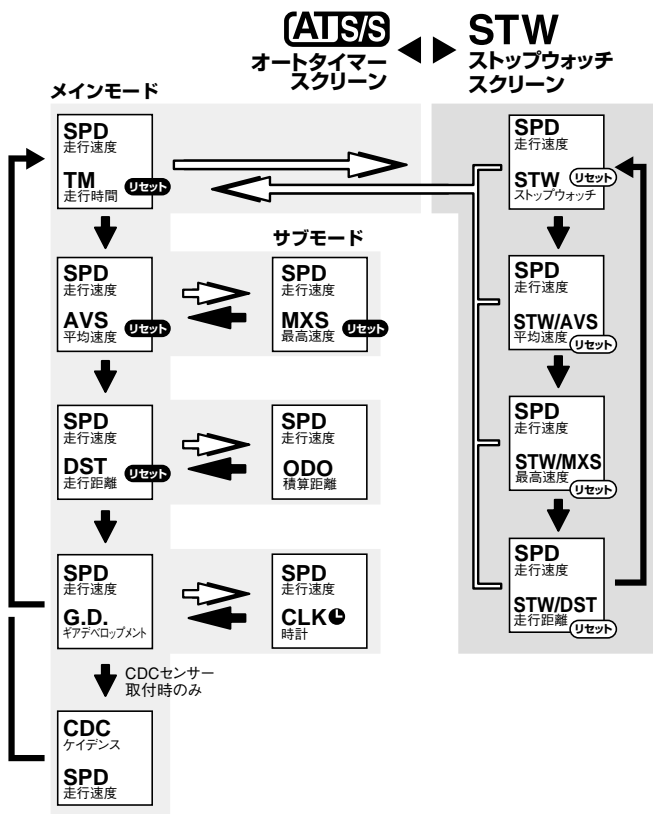 ATS/S
オートタイマー
スクリーン
STW
ストップウォッチ
スクリーン
メインモード
SPD
走行速度
TM
走行時間
リセット
SPD
走行速度
STW
ストップウォッチ
リセット
サブモード
SPD
走行速度
AVS
平均速度
リセット
SPD
走行速度
MXS
最高速度
リセット
SPD
走行速度
STW/AVS
平均速度
リセット
SPD
走行速度
DST
走行距離
リセット
SPD
走行速度
ODO
積算距離
SPD
走行速度
STW/MXS
最高速度
リセット
SPD
走行速度
G.D.
ギアデベロップメント
SPD
走行速度
CLK
時計
SPD
走行速度
STW/DST
走行距離
リセット
CDCセンサー
取付時のみ
CDC
ケイデンス
SPD
走行速度